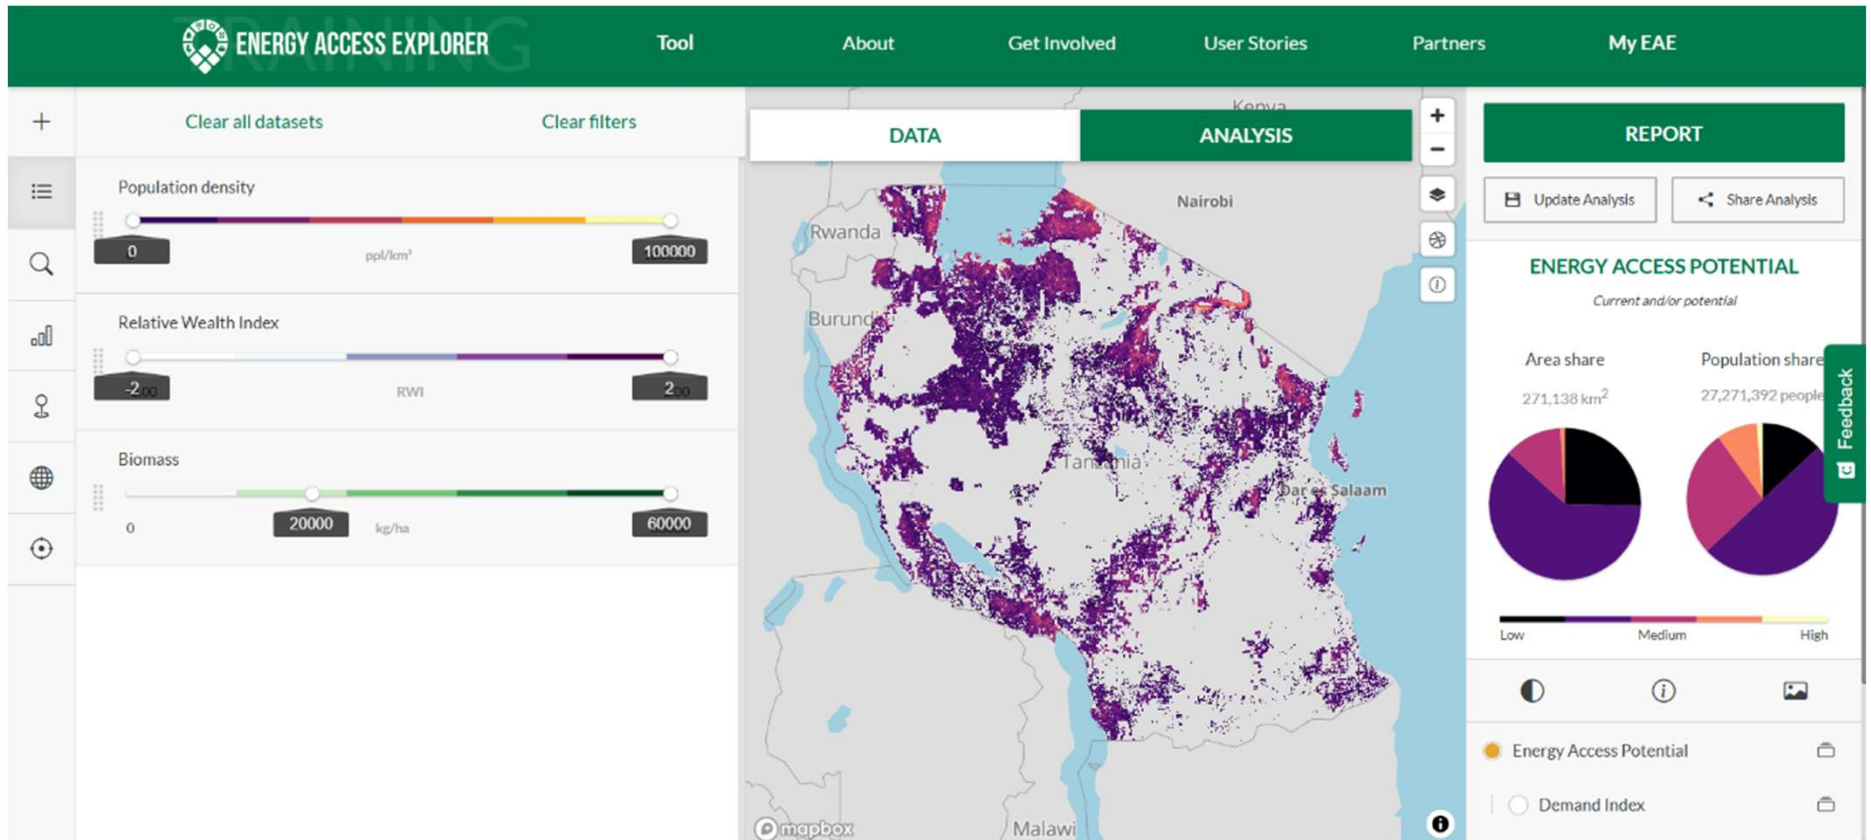 TRAINING
ENERGY ACCESS EXPLORER
Tool
About
Get Involved
User Stories
Partners
My EAE
Clear all datasets
Clear filters
Population density
0
ppl/km²
100000
Relative Wealth Index
-2.00
RWI
2.00
Biomass
0
20000
kg/ha
60000
DATA
ANALYSIS
Kenya
Nairobi
Rwanda
Burundi
Tanzania
Dar es Salaam
Malawi
mapbox
REPORT
Update Analysis
Share Analysis
ENERGY ACCESS POTENTIAL
Current and/or potential
Area share
Population share
271,138 km²
27,271,392 people
Feedback
Low
Medium
High
Energy Access Potential
Demand Index